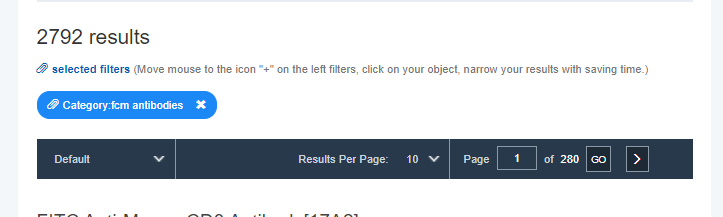 2792 results
selected filters (Move mouse to the icon "+" on the left filters, click on your object, narrow your results with saving time.)
Category:fcm antibodies ✖
Default Results Per Page: 10 Page 1 of 280 GO >